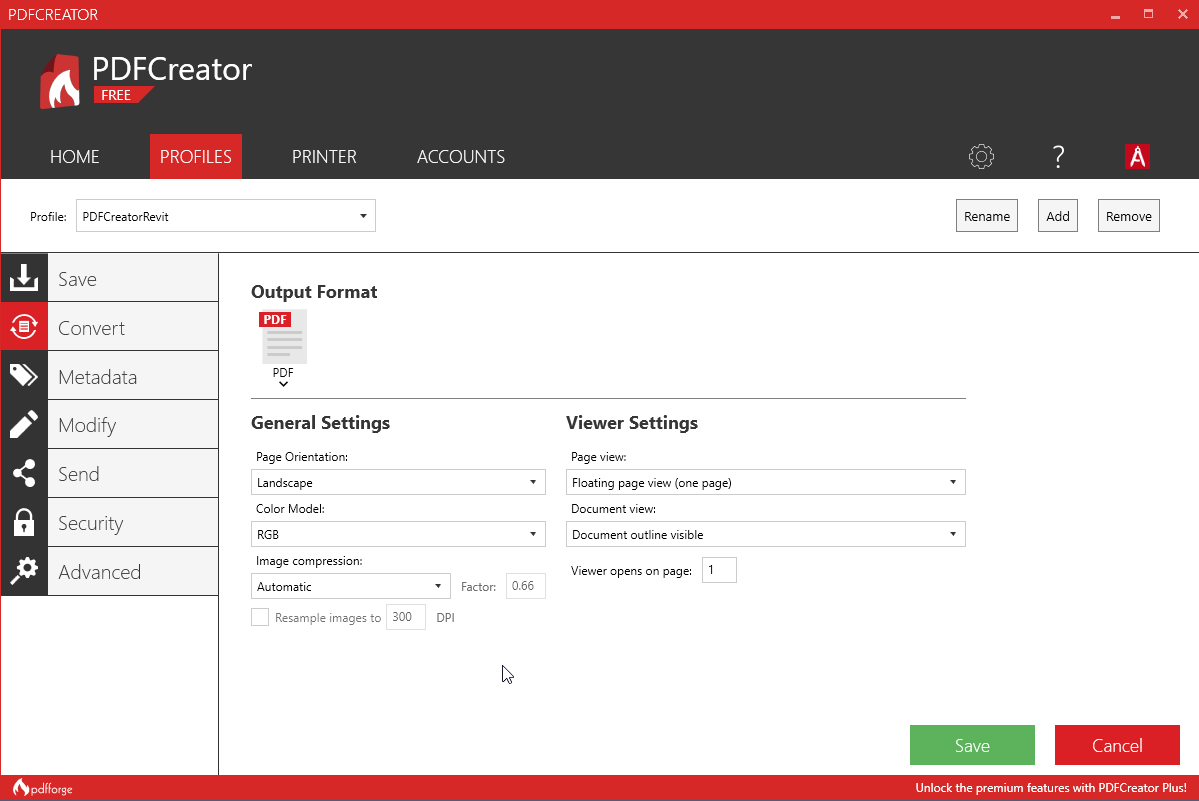 PDFCREATOR
PDFCreator
FREE
HOME PROFILES PRINTER ACCOUNTS ?
Profile: PDFCreatorRevit Rename Add Remove
Save
Convert
Metadata
Modify
Send
Security
Advanced
Output Format
PDF
PDF
General Settings
Page Orientation:
Landscape
Color Model:
RGB
Image compression:
Automatic Factor: 0.66
Resample images to 300 DPI
Viewer Settings
Page view:
Floating page view (one page)
Document view:
Document outline visible
Viewer opens on page: 1
Save Cancel
pdfforge Unlock the premium features with PDFCreator Plus!